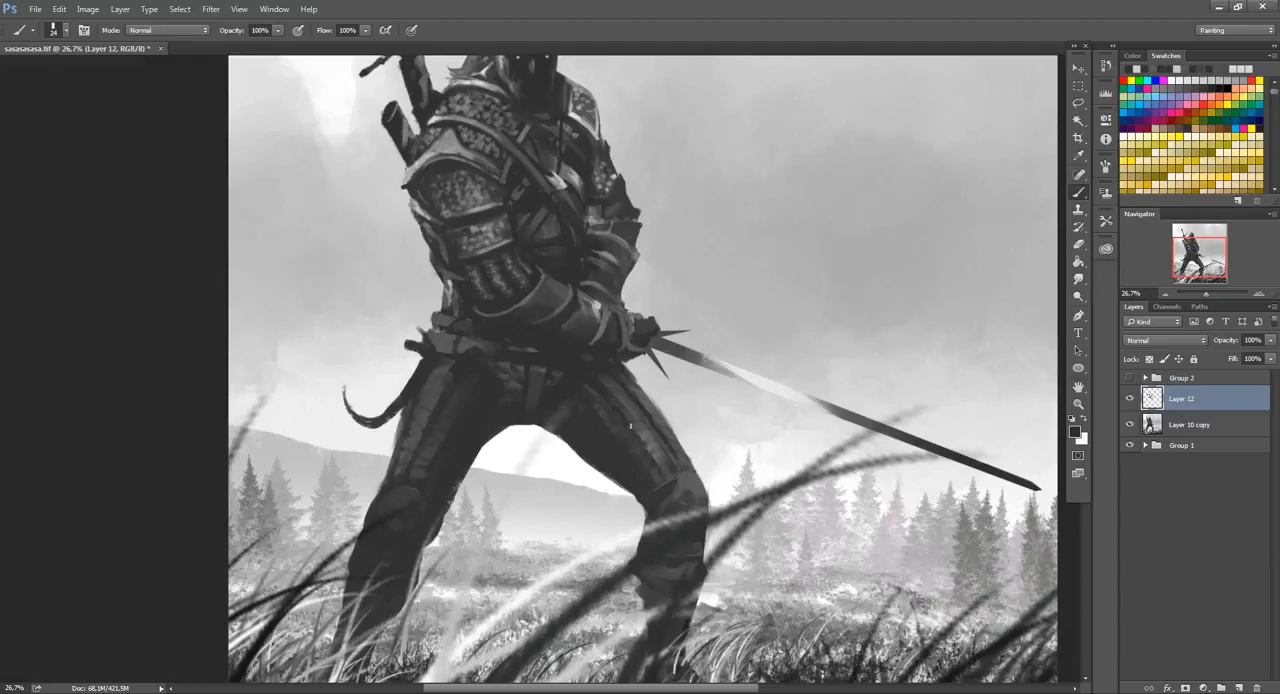 Ps File Edit Image Layer Type Select Filter View Window Help
24 Mode: Normal Opacity: 100% Flow: 100% Painting
sasasasasa.tif @ 26,7% (Layer 12, RGB/8) *
Color Swatches
Navigator
26.7%
Layers Channels Paths
Kind
Normal Opacity: 100%
Lock: Fill: 100%
Group 2
Layer 12
Layer 10 copy
Group 1
26,7% Doc: 68,1M/421,5M